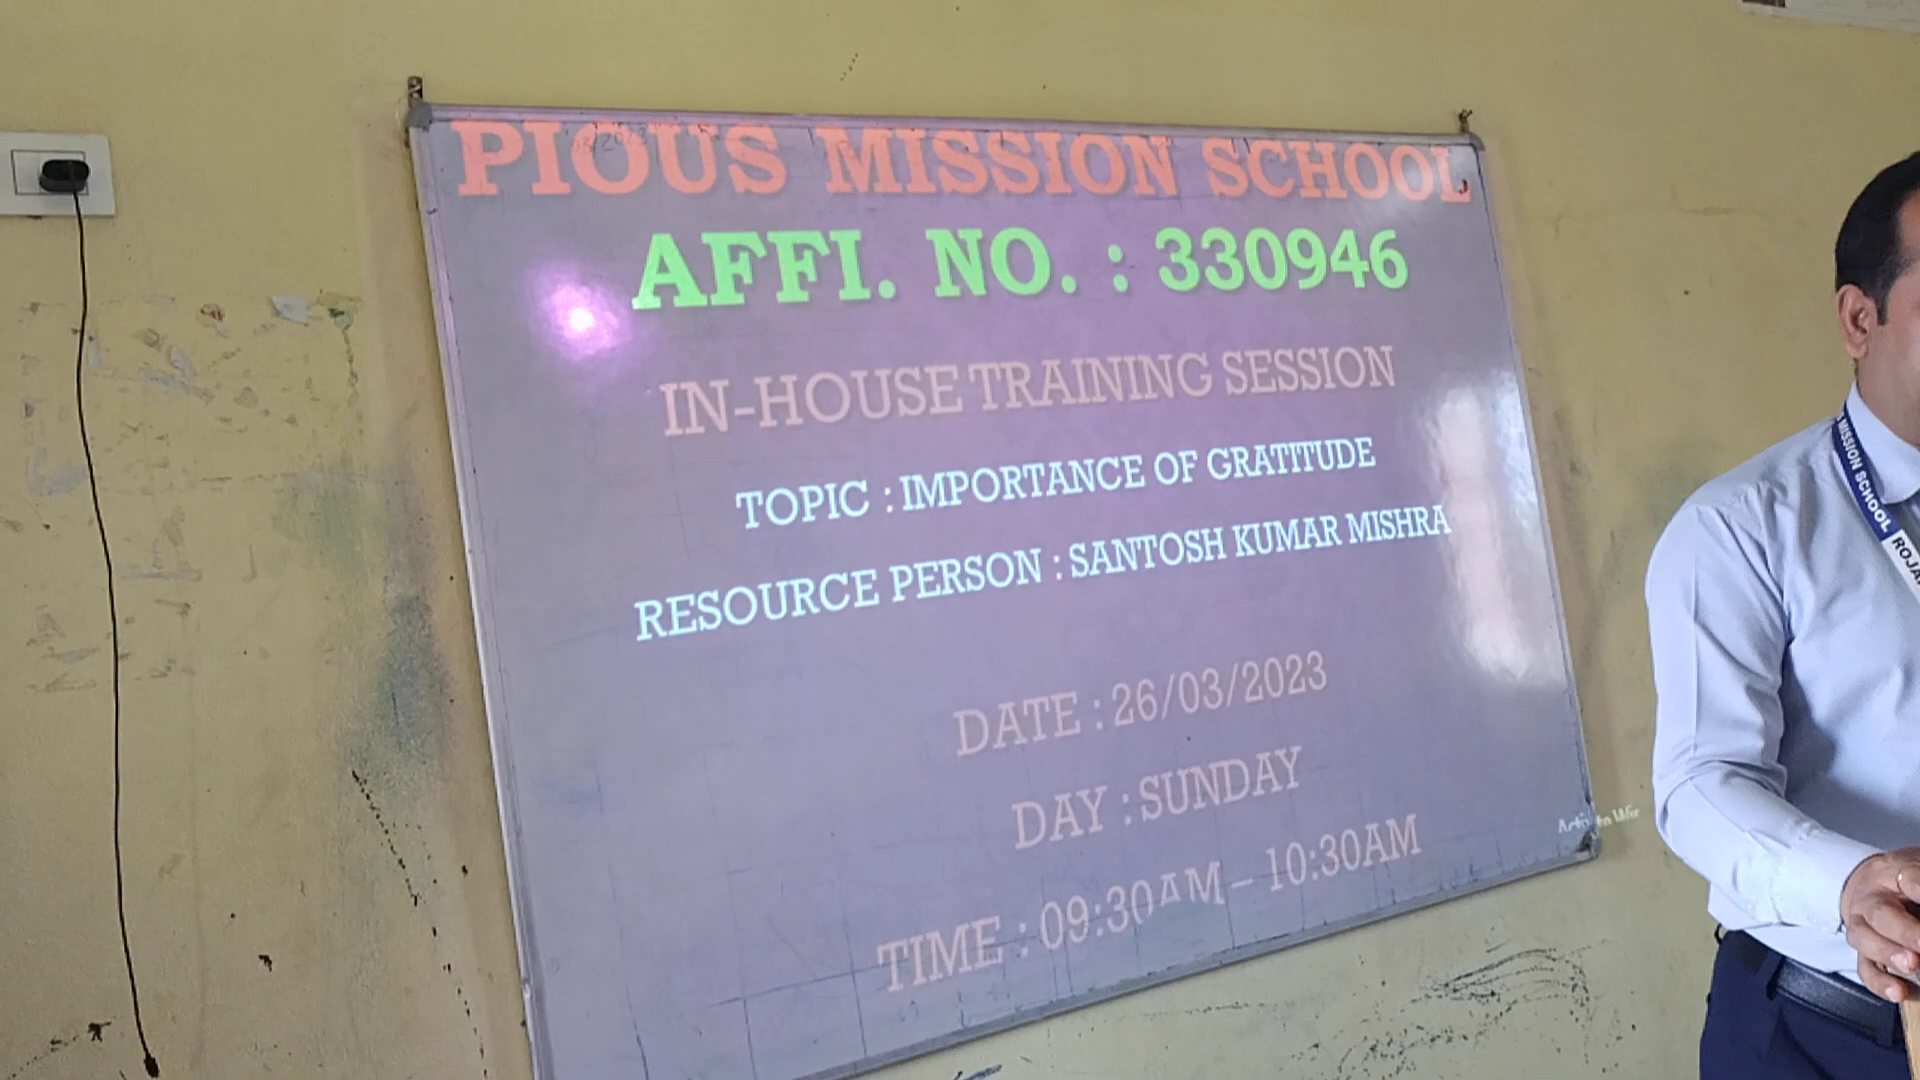 PIOUS MISSION SCHOOL
AFFI. NO. : 330946
IN-HOUSE TRAINING SESSION
TOPIC : IMPORTANCE OF GRATITUDE
RESOURCE PERSON : SANTOSH KUMAR MISHRA
DATE : 26/03/2023
DAY : SUNDAY
TIME : 09:30AM – 10:30AM
MISSION SCHOOL